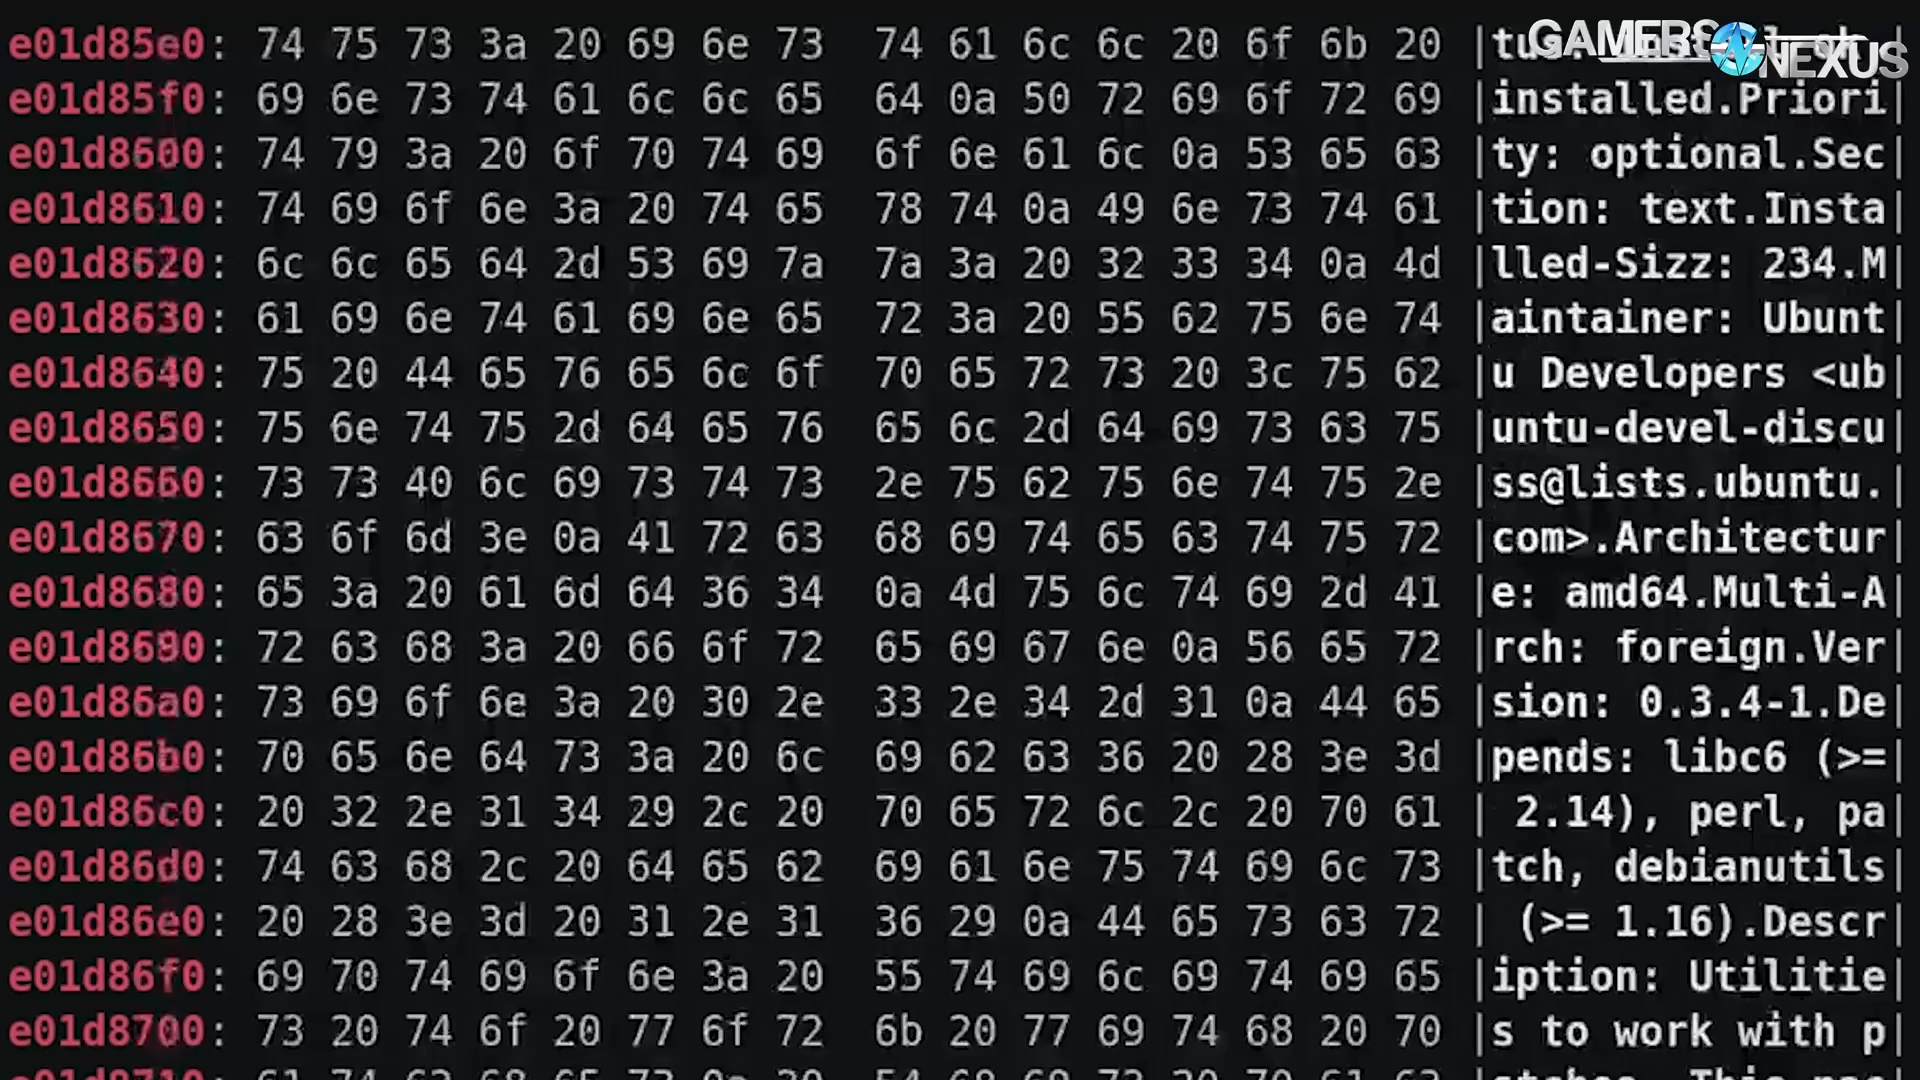 GAMERS NEXUS
e01d85e0: 74 75 73 3a 20 69 6e 73 74 61 6c 6c 20 6f 6b 20 |tus: install ok |
e01d85f0: 69 6e 73 74 61 6c 6c 65 64 0a 50 72 69 6f 72 69 |installed.Priori|
e01d8600: 74 79 3a 20 6f 70 74 69 6f 6e 61 6c 0a 53 65 63 |ty: optional.Sec|
e01d8610: 74 69 6f 6e 3a 20 74 65 78 74 0a 49 6e 73 74 61 |tion: text.Insta|
e01d8620: 6c 6c 65 64 2d 53 69 7a 7a 3a 20 32 33 34 0a 4d |lled-Sizz: 234.M|
e01d8630: 61 69 6e 74 61 69 6e 65 72 3a 20 55 62 75 6e 74 |aintainer: Ubunt|
e01d8640: 75 20 44 65 76 65 6c 6f 70 65 72 73 20 3c 75 62 |u Developers <ub|
e01d8650: 75 6e 74 75 2d 64 65 76 65 6c 2d 64 69 73 63 75 |untu-devel-discu|
e01d8660: 73 73 40 6c 69 73 74 73 2e 75 62 75 6e 74 75 2e |ss@lists.ubuntu.|
e01d8670: 63 6f 6d 3e 0a 41 72 63 68 69 74 65 63 74 75 72 |com>.Architectur|
e01d8680: 65 3a 20 61 6d 64 36 34 0a 4d 75 6c 74 69 2d 41 |e: amd64.Multi-A|
e01d8690: 72 63 68 3a 20 66 6f 72 65 69 67 6e 0a 56 65 72 |rch: foreign.Ver|
e01d86a0: 73 69 6f 6e 3a 20 30 2e 33 2e 34 2d 31 0a 44 65 |sion: 0.3.4-1.De|
e01d86b0: 70 65 6e 64 73 3a 20 6c 69 62 63 36 20 28 3e 3d |pends: libc6 (>=|
e01d86c0: 20 32 2e 31 34 29 2c 20 70 65 72 6c 2c 20 70 61 | 2.14), perl, pa|
e01d86d0: 74 63 68 2c 20 64 65 62 69 61 6e 75 74 69 6c 73 |tch, debianutils|
e01d86e0: 20 28 3e 3d 20 31 2e 31 36 29 0a 44 65 73 63 72 | (>= 1.16).Descr|
e01d86f0: 69 70 74 69 6f 6e 3a 20 55 74 69 6c 69 74 69 65 |iption: Utilitie|
e01d8700: 73 20 74 6f 20 77 6f 72 6b 20 77 69 74 68 20 70 |s to work with p|